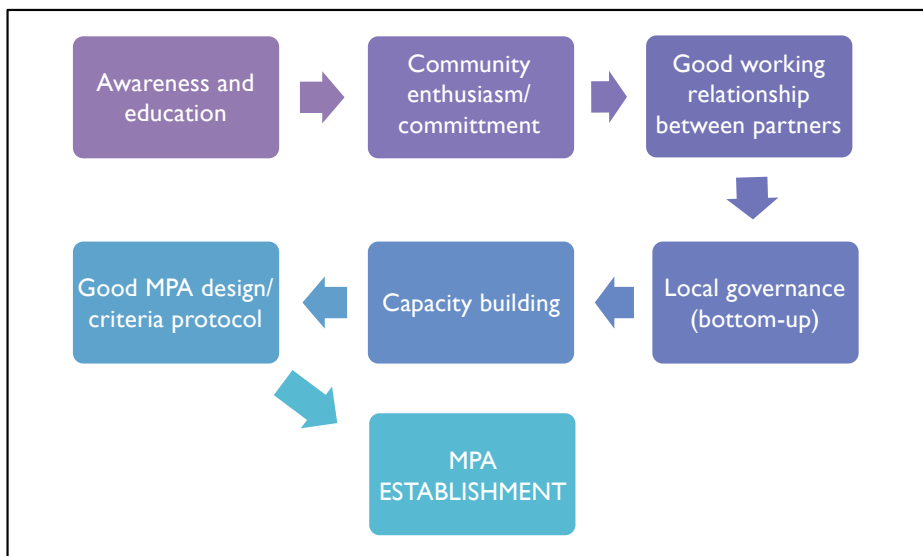 Awareness and
education
Community
enthusiasm/
committment
Good working
relationship
between partners
Local governance
(bottom-up)
Capacity building
Good MPA design/
criteria protocol
MPA
ESTABLISHMENT